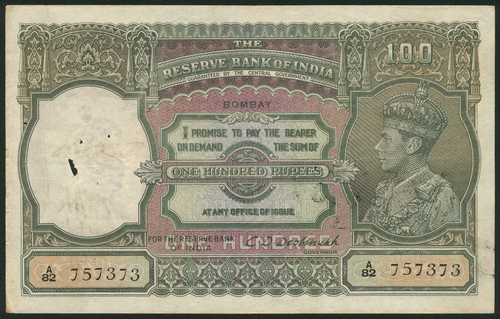 THE
RESERVE BANK OF INDIA
GUARANTEED BY THE CENTRAL GOVERNMENT
100
BOMBAY
I PROMISE TO PAY THE BEARER
ON DEMAND THE SUM OF
ONE HUNDRED RUPEES
AT ANY OFFICE OF ISSUE
FOR THE RESERVE BANK
OF INDIA
C. D. Deshmukh
GOVERNOR
A/82 757373
A/82 757373